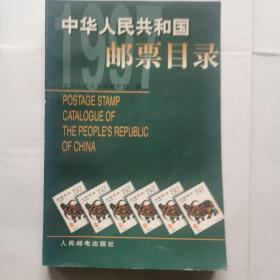 1997
中华人民共和国
邮票目录
POSTAGE STAMP
CATALOGUE OF
THE PEOPLE'S REPUBLIC
OF CHINA
人民邮电出版社